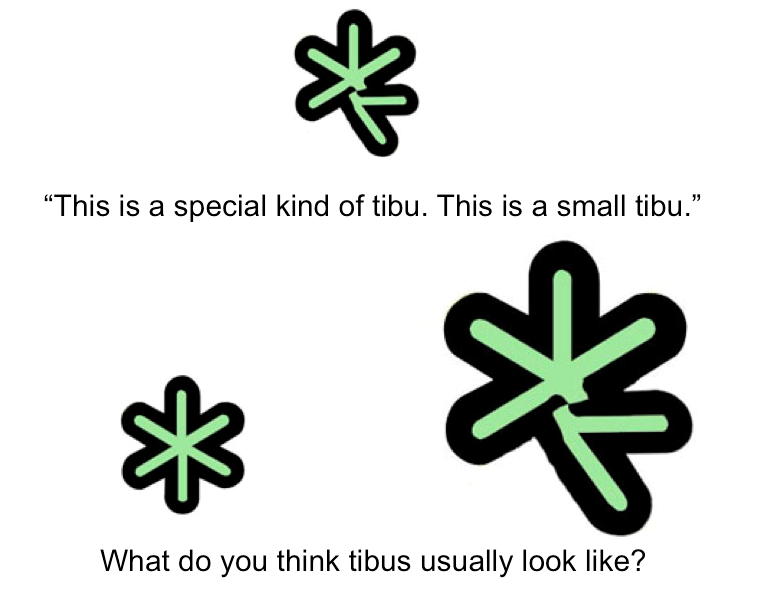 “This is a special kind of tibu. This is a small tibu.”
What do you think tibus usually look like?